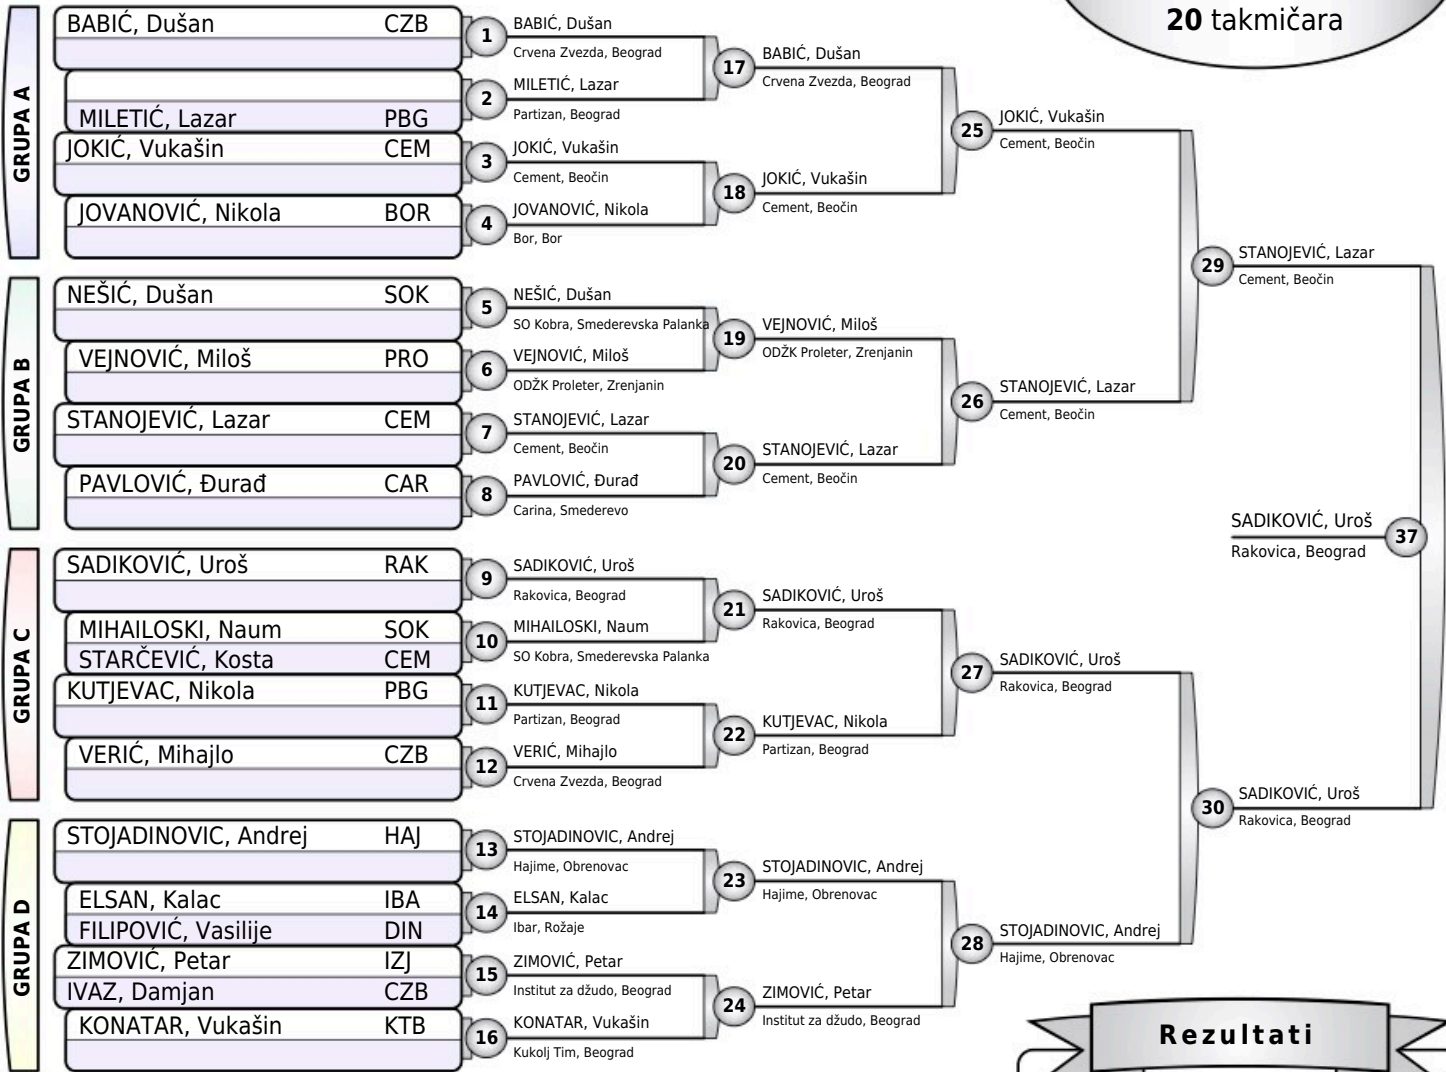 20 takmičara
GRUPA A
BABIĆ, Dušan CZB
MILETIĆ, Lazar PBG
JOKIĆ, Vukašin CEM
JOVANOVIĆ, Nikola BOR
1
BABIĆ, Dušan
Crvena Zvezda, Beograd
2
MILETIĆ, Lazar
Partizan, Beograd
3
JOKIĆ, Vukašin
Cement, Beočin
4
JOVANOVIĆ, Nikola
Bor, Bor
17
BABIĆ, Dušan
Crvena Zvezda, Beograd
18
JOKIĆ, Vukašin
Cement, Beočin
25
JOKIĆ, Vukašin
Cement, Beočin
GRUPA B
NEŠIĆ, Dušan SOK
VEJNOVIĆ, Miloš PRO
STANOJEVIĆ, Lazar CEM
PAVLOVIĆ, Đurađ CAR
5
NEŠIĆ, Dušan
SO Kobra, Smederevska Palanka
6
VEJNOVIĆ, Miloš
ODŽK Proleter, Zrenjanin
7
STANOJEVIĆ, Lazar
Cement, Beočin
8
PAVLOVIĆ, Đurađ
Carina, Smederevo
19
VEJNOVIĆ, Miloš
ODŽK Proleter, Zrenjanin
20
STANOJEVIĆ, Lazar
Cement, Beočin
26
STANOJEVIĆ, Lazar
Cement, Beočin
29
STANOJEVIĆ, Lazar
Cement, Beočin
GRUPA C
SADIKOVIĆ, Uroš RAK
MIHAILOSKI, Naum SOK
STARČEVIĆ, Kosta CEM
KUTJEVAC, Nikola PBG
VERIĆ, Mihajlo CZB
9
SADIKOVIĆ, Uroš
Rakovica, Beograd
10
MIHAILOSKI, Naum
SO Kobra, Smederevska Palanka
11
KUTJEVAC, Nikola
Partizan, Beograd
12
VERIĆ, Mihajlo
Crvena Zvezda, Beograd
21
SADIKOVIĆ, Uroš
Rakovica, Beograd
22
KUTJEVAC, Nikola
Partizan, Beograd
27
SADIKOVIĆ, Uroš
Rakovica, Beograd
GRUPA D
STOJADINOVIC, Andrej HAJ
ELSAN, Kalac IBA
FILIPOVIĆ, Vasilije DIN
ZIMOVIĆ, Petar IZJ
IVAZ, Damjan CZB
KONATAR, Vukašin KTB
13
STOJADINOVIC, Andrej
Hajime, Obrenovac
14
ELSAN, Kalac
Ibar, Rožaje
15
ZIMOVIĆ, Petar
Institut za džudo, Beograd
16
KONATAR, Vukašin
Kukolj Tim, Beograd
23
STOJADINOVIC, Andrej
Hajime, Obrenovac
24
ZIMOVIĆ, Petar
Institut za džudo, Beograd
28
STOJADINOVIC, Andrej
Hajime, Obrenovac
30
SADIKOVIĆ, Uroš
Rakovica, Beograd
SADIKOVIĆ, Uroš
Rakovica, Beograd
37
Rezultati